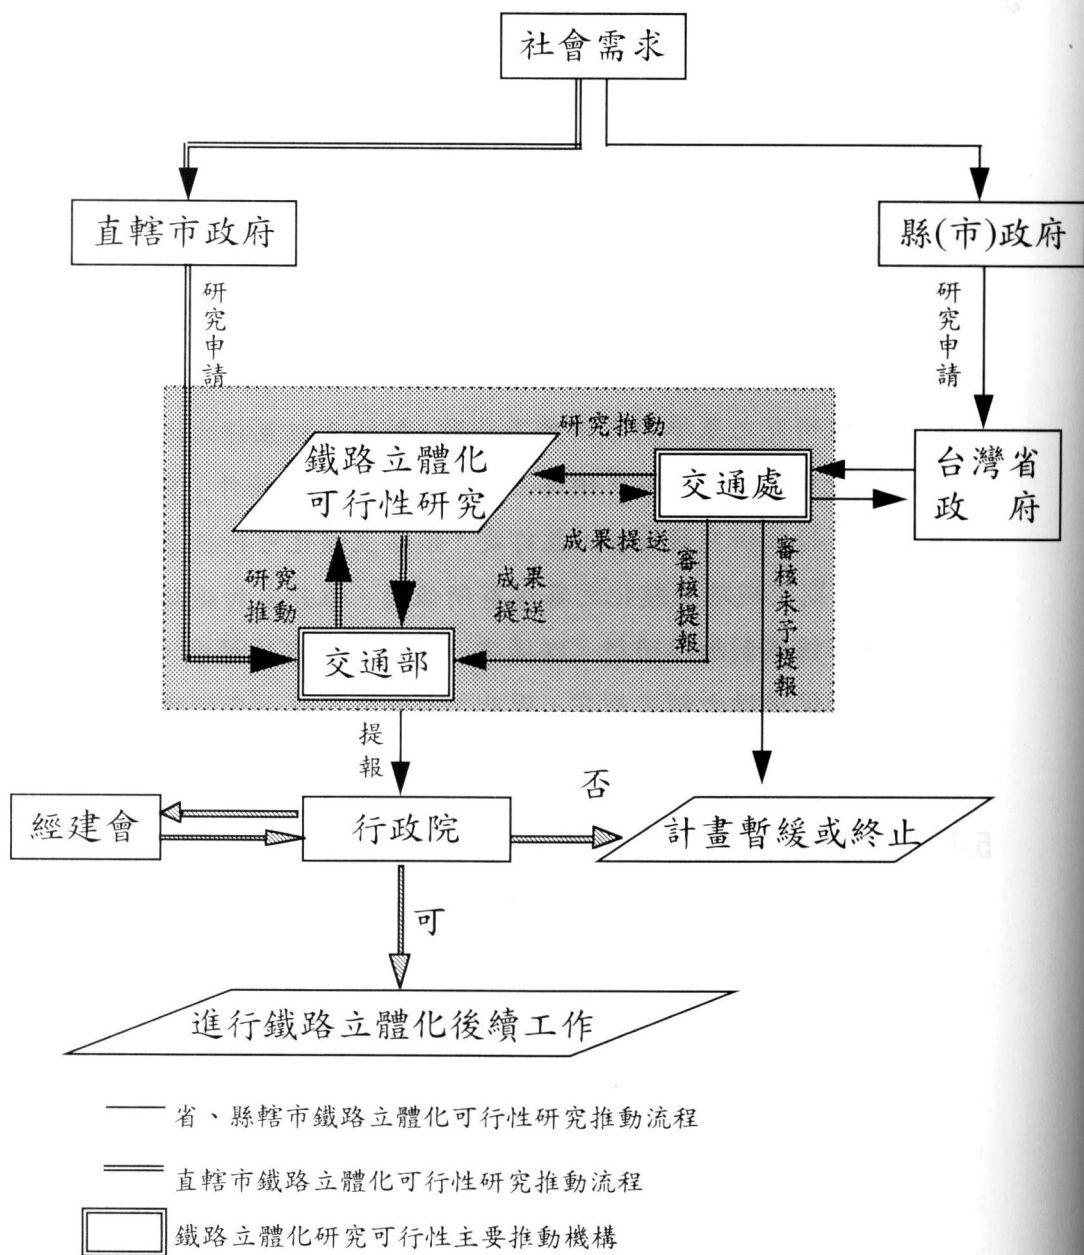 社會需求
直轄市政府
縣(市)政府
研究申請
研究申請
研究推動
鐵路立體化
可行性研究
交通處
台灣省
政 府
成果提送
研究
推動
成果
提送
審核提報
審核未予提報
交通部
提報
否
經建會
行政院
計畫暫緩或終止
可
進行鐵路立體化後續工作
省、縣轄市鐵路立體化可行性研究推動流程
直轄市鐵路立體化可行性研究推動流程
鐵路立體化研究可行性主要推動機構